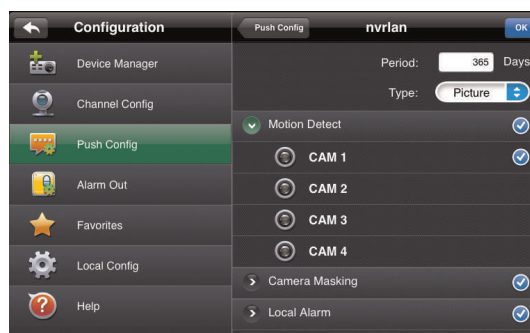 Configuration
Device Manager
Channel Config
Push Config
Alarm Out
Favorites
Local Config
Help
Push Config
nvrlan
OK
Period: 365 Days
Type: Picture
Motion Detect
CAM 1
CAM 2
CAM 3
CAM 4
Camera Masking
Local Alarm